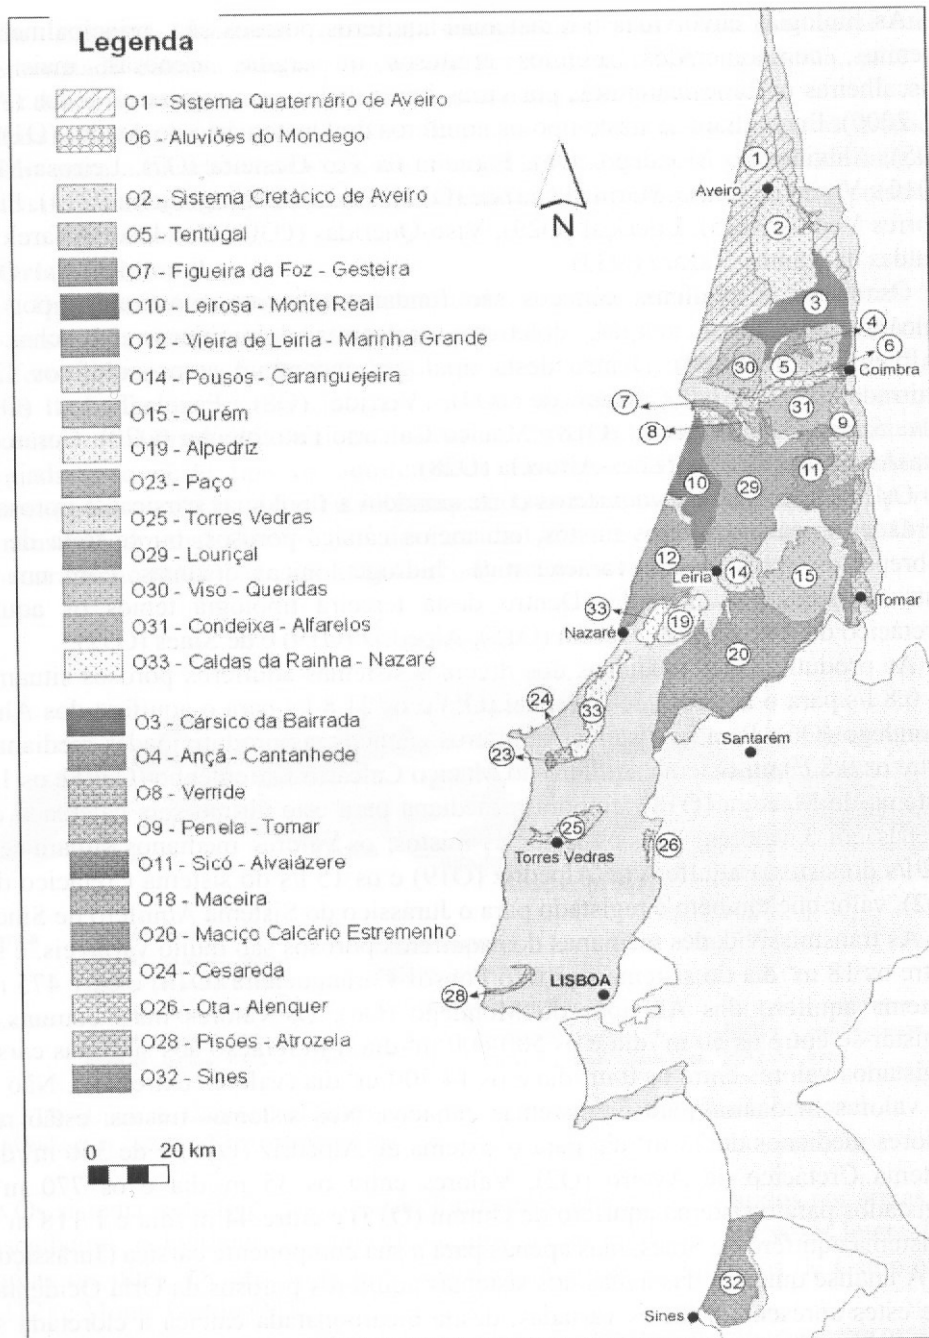 Legenda
O1 - Sistema Quaternário de Aveiro
O6 - Aluviões do Mondego
O2 - Sistema Cretácico de Aveiro
O5 - Tentúgal
O7 - Figueira da Foz - Gesteira
O10 - Leirosa - Monte Real
O12 - Vieira de Leiria - Marinha Grande
O14 - Pousos - Caranguejeira
O15 - Ourém
O19 - Alpedriz
O23 - Paço
O25 - Torres Vedras
O29 - Louriçal
O30 - Viso - Queridas
O31 - Condeixa - Alfarelos
O33 - Caldas da Rainha - Nazaré
O3 - Cársico da Bairrada
O4 - Ançã - Cantanhede
O8 - Verride
O9 - Penela - Tomar
O11 - Sicó - Alvaiázere
O18 - Maceira
O20 - Maciço Calcário Estremenho
O24 - Cesareda
O26 - Ota - Alenquer
O28 - Pisões - Atrozela
O32 - Sines
0 20 km
N
1
Aveiro
2
3
4
5
6
30
Coimbra
7
31
8
9
11
10
29
12
Leiria
14
15
Tomar
33
19
Nazaré
20
24
33
23
Santarém
25
26
Torres Vedras
28
LISBOA
32
Sines